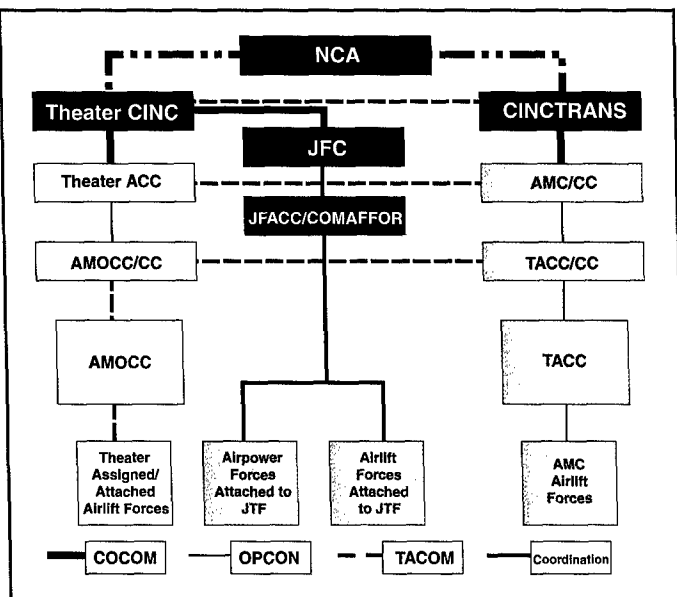 NCA
Theater CINC
CINCTRANS
JFC
Theater ACC
AMC/CC
JFACC/COMAFFOR
AMOCC/CC
TACC/CC
AMOCC
TACC
Theater
Assigned/
Attached
Airlift Forces
Airpower
Forces
Attached to
JTF
Airlift
Forces
Attached
to JTF
AMC
Airlift
Forces
COCOM
OPCON
TACOM
Coordination